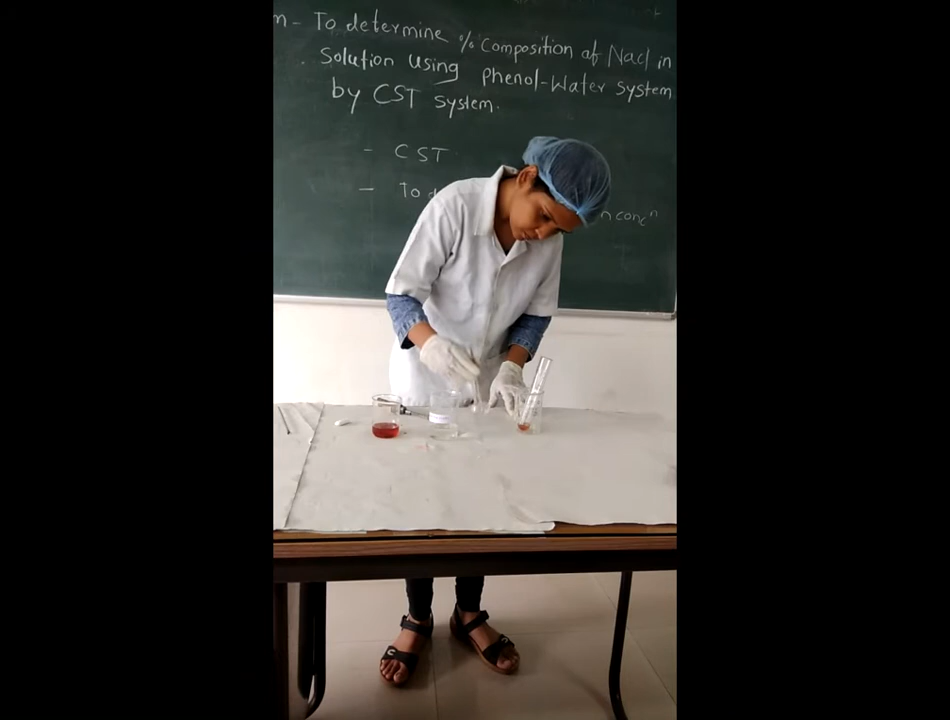 m - To determine % Composition of Nacl in
Solution using phenol-Water system
by CST system.
- CST
- To d n concⁿ